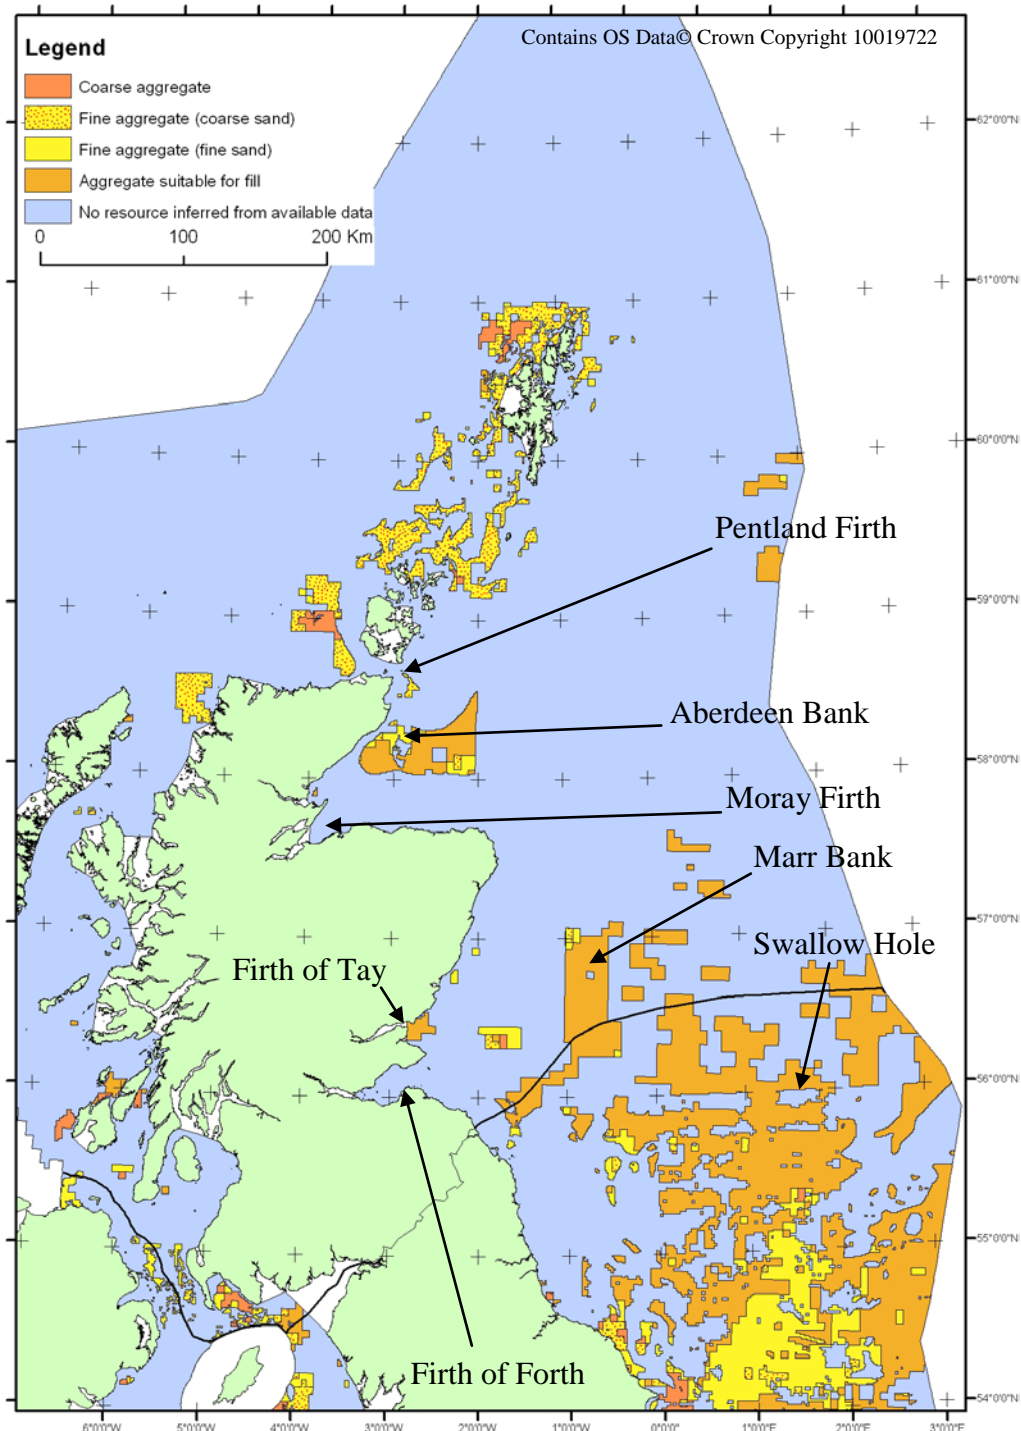 Contains OS Data© Crown Copyright 10019722
Legend
Coarse aggregate
Fine aggregate (coarse sand)
Fine aggregate (fine sand)
Aggregate suitable for fill
No resource inferred from available data
0 100 200 Km
62°0'0"N
61°0'0"N
60°0'0"N
Pentland Firth
59°0'0"N
Aberdeen Bank
58°0'0"N
Moray Firth
Marr Bank
57°0'0"N
Swallow Hole
Firth of Tay
56°0'0"N
55°0'0"N
Firth of Forth
54°0'0"N
6°0'0"W 5°0'0"W 4°0'0"W 3°0'0"W 2°0'0"W 1°0'0"W 0°0'0" 1°0'0"E 2°0'0"E 3°0'0"E